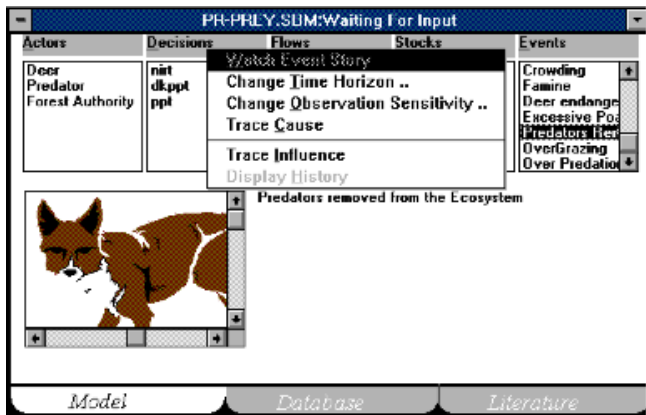 PR-PREY.SDM:Waiting For Input
Actors Decisions Flows Stocks Events
Deer
Predator
Forest Authority
nirt
dkppt
ppt
Watch Event Story
Change Time Horizon ..
Change Observation Sensitivity ..
Trace Cause
Trace Influence
Display History
Crowding
Famine
Deer endange
Excessive Poa
Predators Rem
OverGrazing
Over Predation
Predators removed from the Ecosystem
Model Database Literature